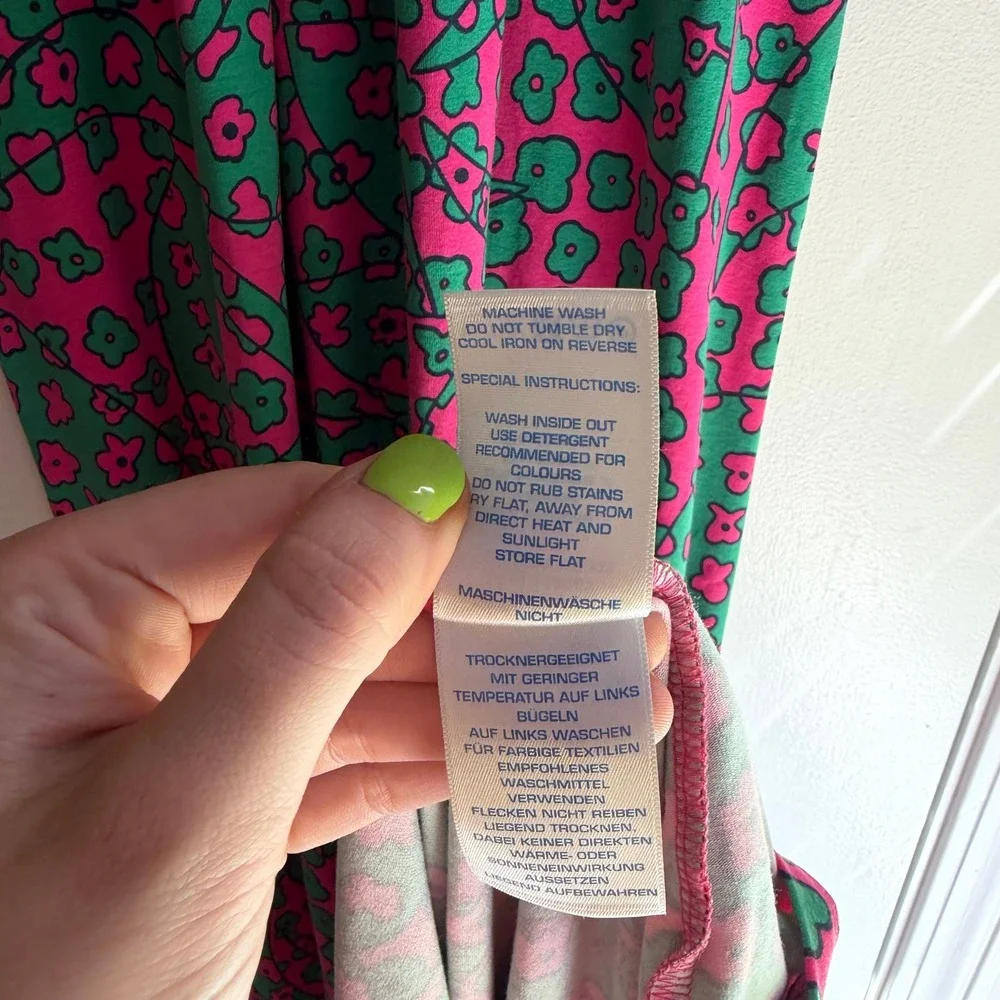 MACHINE WASH
DO NOT TUMBLE DRY
COOL IRON ON REVERSE
SPECIAL INSTRUCTIONS:
WASH INSIDE OUT
USE DETERGENT
RECOMMENDED FOR
COLOURS
DO NOT RUB STAINS
RY FLAT, AWAY FROM
DIRECT HEAT AND
SUNLIGHT
STORE FLAT
MASCHINENWÄSCHE
NICHT
TROCKNERGEEIGNET
MIT GERINGER
TEMPERATUR AUF LINKS
BÜGELN
AUF LINKS WASCHEN
FÜR FARBIGE TEXTILIEN
EMPFOHLENES
WASCHMITTEL
VERWENDEN
FLECKEN NICHT REIBEN
LIEGEND TROCKNEN,
DABEI KEINER DIREKTEN
WÄRME- ODER
SONNENEINWIRKUNG
AUSSETZEN
LIEGEND AUFBEWAHREN